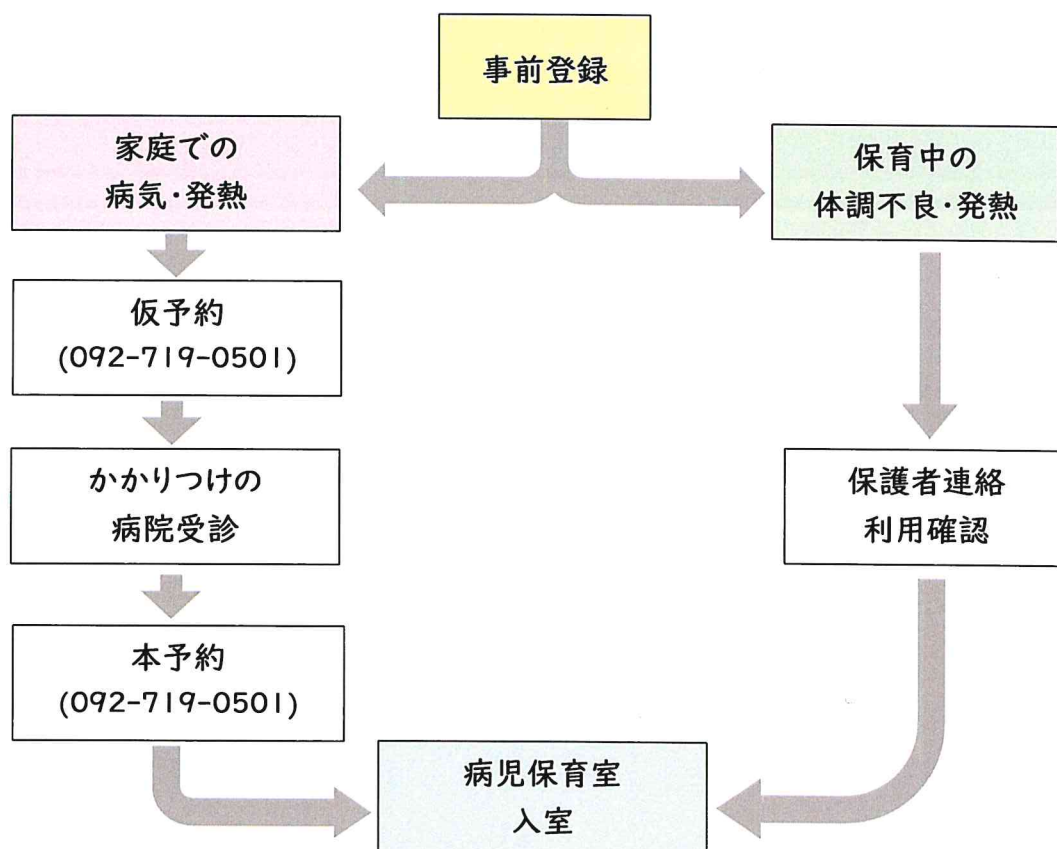 事前登録
家庭での
病気・発熱
仮予約
(092-719-0501)
かかりつけの
病院受診
本予約
(092-719-0501)
保育中の
体調不良・発熱
保護者連絡
利用確認
病児保育室
入室